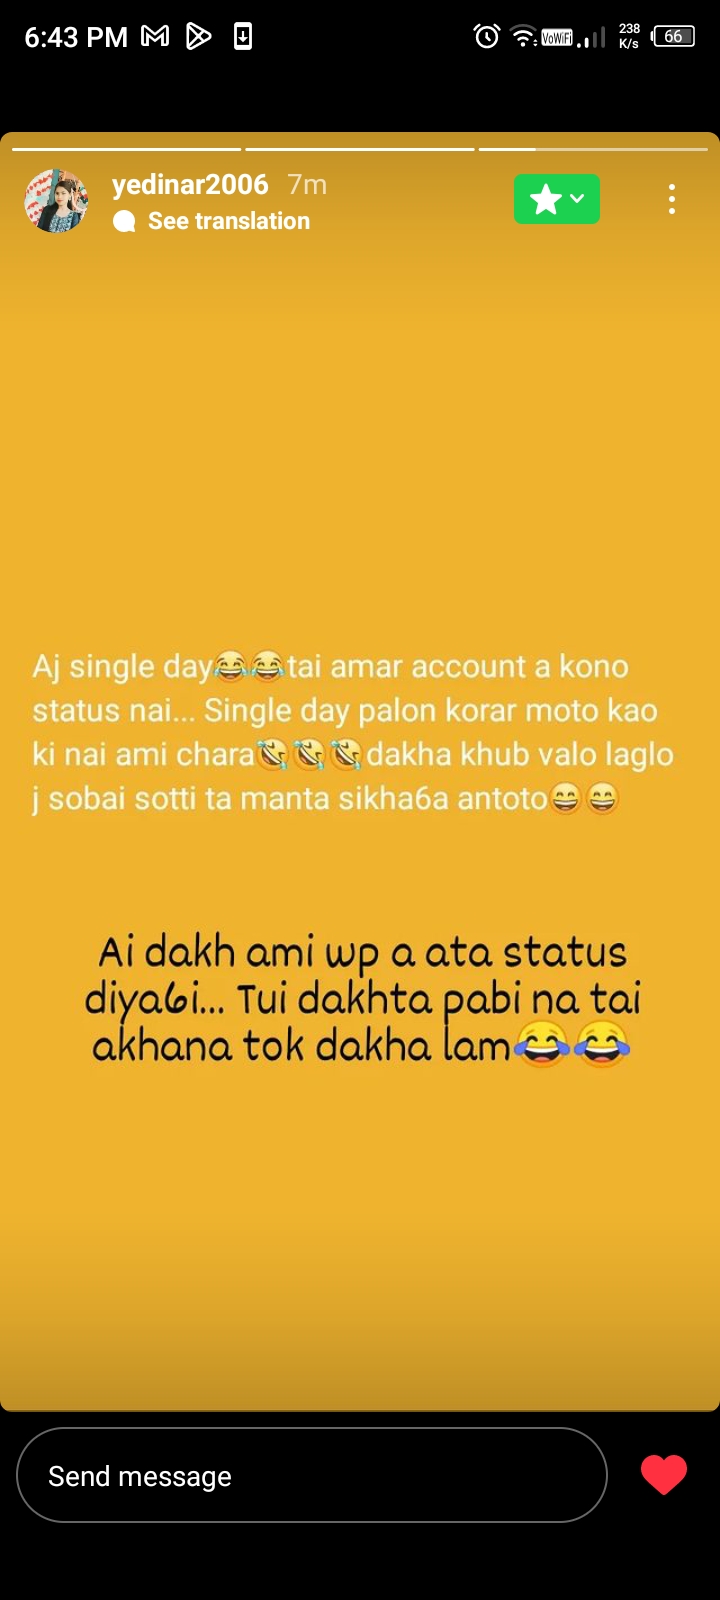 6:43 PM
VoWiFi
238
K/s
66
yedinar2006 7m
See translation
Aj single day😂😂tai amar account a kono
status nai... Single day palon korar moto kao
ki nai ami chara🤣🤣🤣dakha khub valo laglo
j sobai sotti ta manta sikha6a antoto😄😄
Ai dakh ami wp a ata status
diya6i... Tui dakhta pabi na tai
akhana tok dakha lam😂😂
Send message